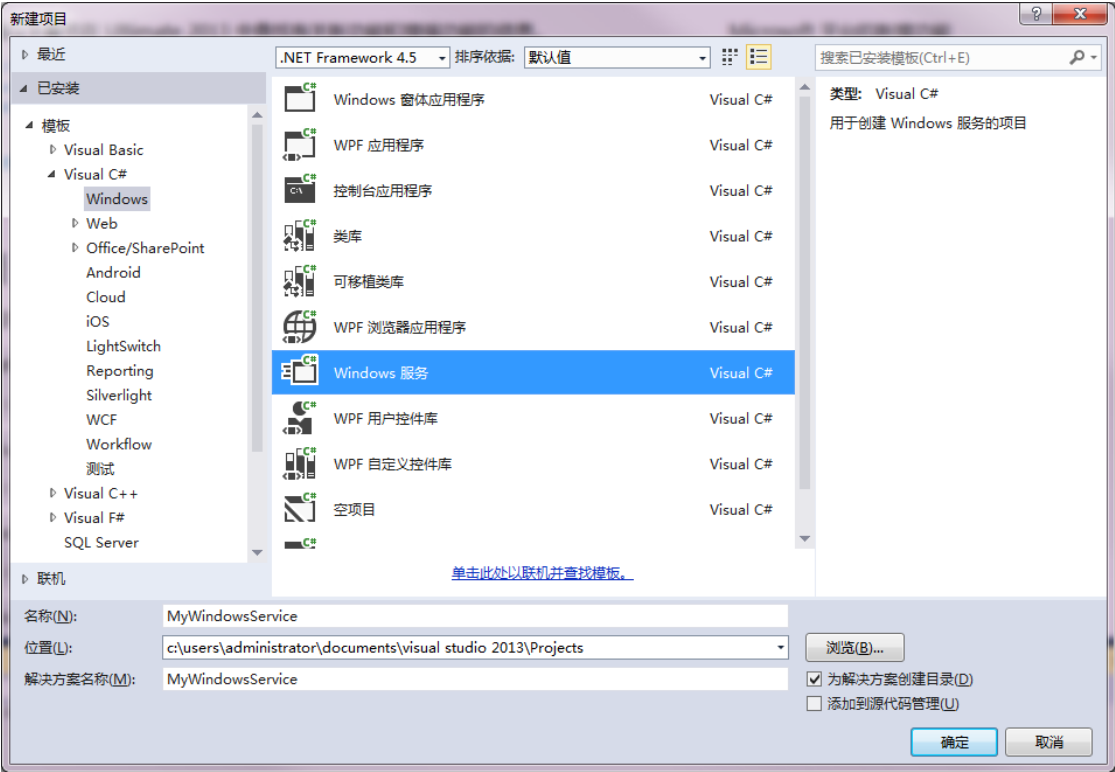 新建项目
最近
.NET Framework 4.5 排序依据: 默认值
搜索已安装模板(Ctrl+E)
已安装
模板
Visual Basic
Visual C#
Windows
Web
Office/SharePoint
Android
Cloud
iOS
LightSwitch
Reporting
Silverlight
WCF
Workflow
测试
Visual C++
Visual F#
SQL Server
联机
Windows 窗体应用程序 Visual C#
WPF 应用程序 Visual C#
控制台应用程序 Visual C#
类库 Visual C#
可移植类库 Visual C#
WPF 浏览器应用程序 Visual C#
Windows 服务 Visual C#
WPF 用户控件库 Visual C#
WPF 自定义控件库 Visual C#
空项目 Visual C#
单击此处以联机并查找模板。
类型: Visual C#
用于创建 Windows 服务的项目
名称(N): MyWindowsService
位置(L): c:\users\administrator\documents\visual studio 2013\Projects 浏览(B)...
解决方案名称(M): MyWindowsService
为解决方案创建目录(D)
添加到源代码管理(U)
确定 取消